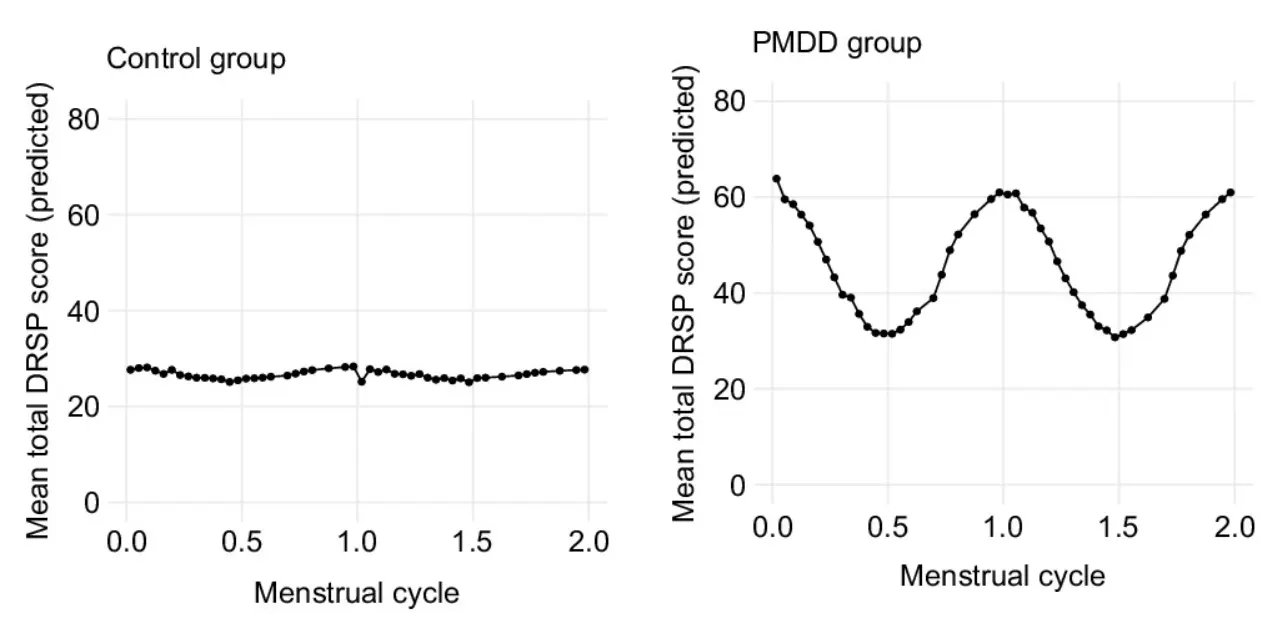 Control group
Mean total DRSP score (predicted)
80
60
40
20
0
0.0 0.5 1.0 1.5 2.0
Menstrual cycle
PMDD group
Mean total DRSP score (predicted)
80
60
40
20
0
0.0 0.5 1.0 1.5 2.0
Menstrual cycle